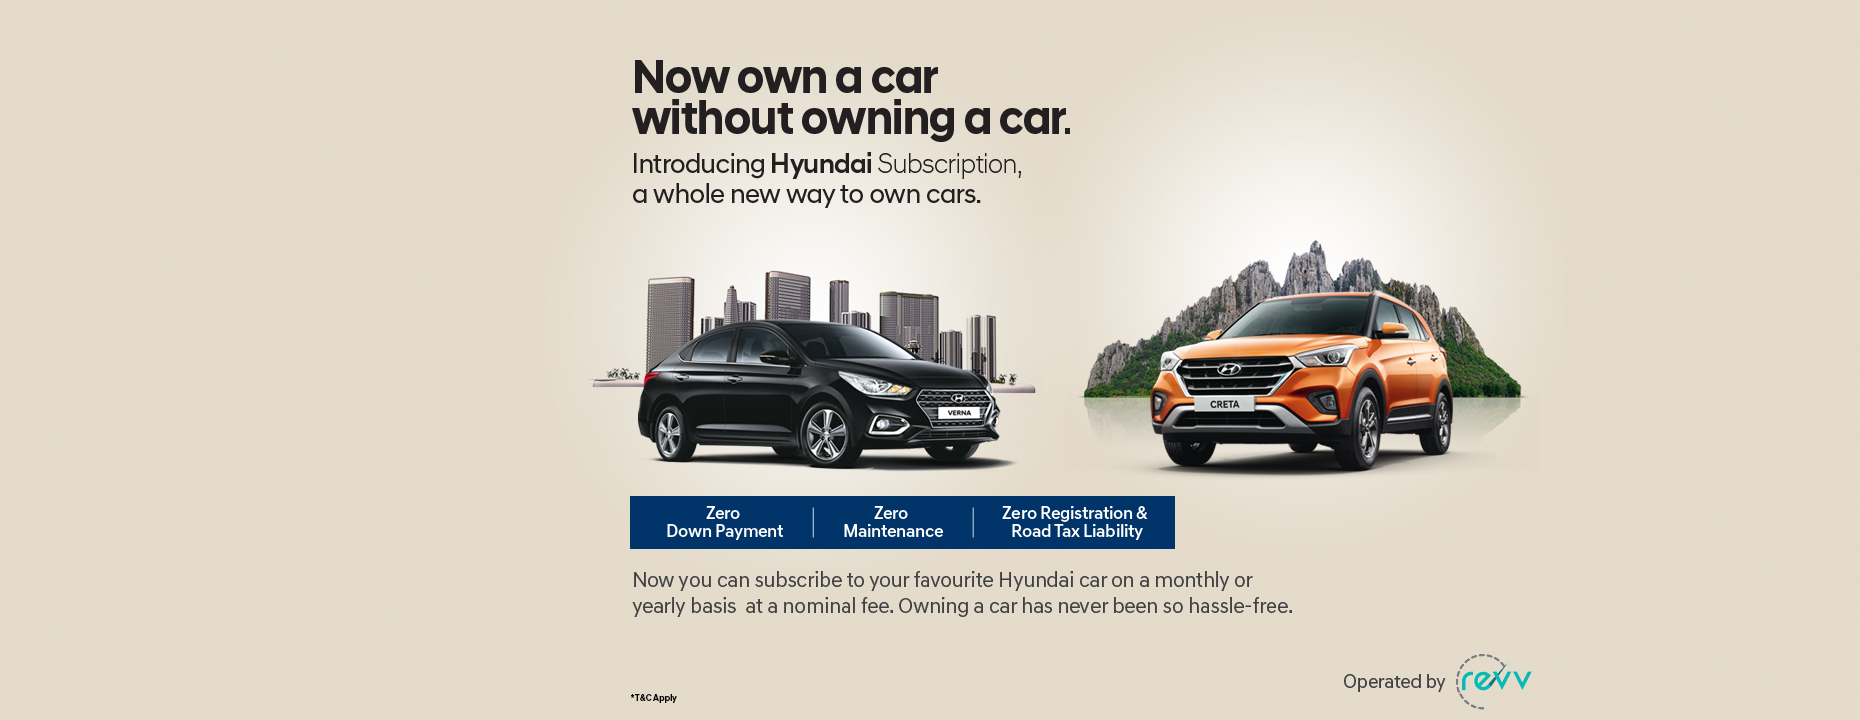 Now own a car
without owning a car.
Introducing Hyundai Subscription,
a whole new way to own cars.
VERNA
CRETA
Zero
Down Payment
Zero
Maintenance
Zero Registration &
Road Tax Liability
Now you can subscribe to your favourite Hyundai car on a monthly or
yearly basis at a nominal fee. Owning a car has never been so hassle-free.
Operated by revv
*T&C Apply